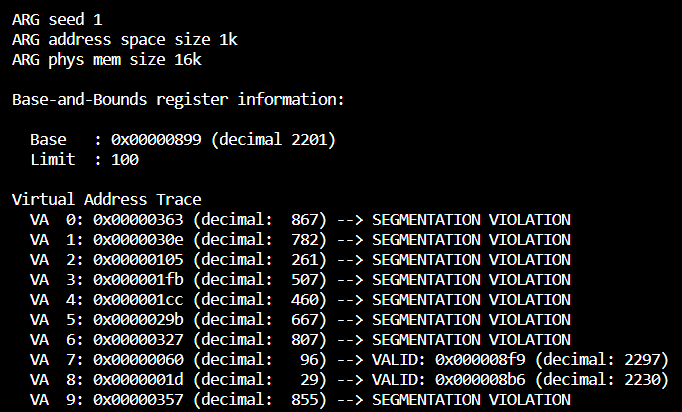 ARG seed 1
ARG address space size 1k
ARG phys mem size 16k

Base-and-Bounds register information:

  Base   : 0x00000899 (decimal 2201)
  Limit  : 100

Virtual Address Trace
  VA  0: 0x00000363 (decimal:  867) --> SEGMENTATION VIOLATION
  VA  1: 0x0000030e (decimal:  782) --> SEGMENTATION VIOLATION
  VA  2: 0x00000105 (decimal:  261) --> SEGMENTATION VIOLATION
  VA  3: 0x000001fb (decimal:  507) --> SEGMENTATION VIOLATION
  VA  4: 0x000001cc (decimal:  460) --> SEGMENTATION VIOLATION
  VA  5: 0x0000029b (decimal:  667) --> SEGMENTATION VIOLATION
  VA  6: 0x00000327 (decimal:  807) --> SEGMENTATION VIOLATION
  VA  7: 0x00000060 (decimal:   96) --> VALID: 0x000008f9 (decimal: 2297)
  VA  8: 0x0000001d (decimal:   29) --> VALID: 0x000008b6 (decimal: 2230)
  VA  9: 0x00000357 (decimal:  855) --> SEGMENTATION VIOLATION